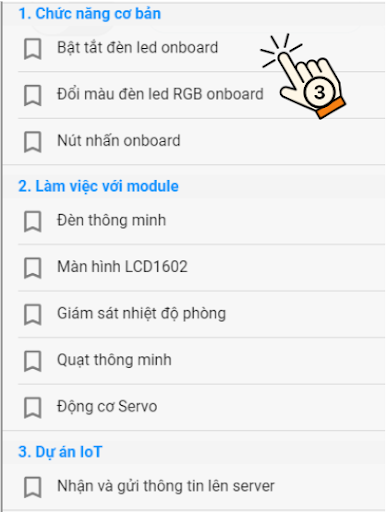 1. Chức năng cơ bản
Bật tắt đèn led onboard
Đổi màu đèn led RGB onboard
3
Nút nhấn onboard
2. Làm việc với module
Đèn thông minh
Màn hình LCD1602
Giám sát nhiệt độ phòng
Quạt thông minh
Động cơ Servo
3. Dự án IoT
Nhận và gửi thông tin lên server